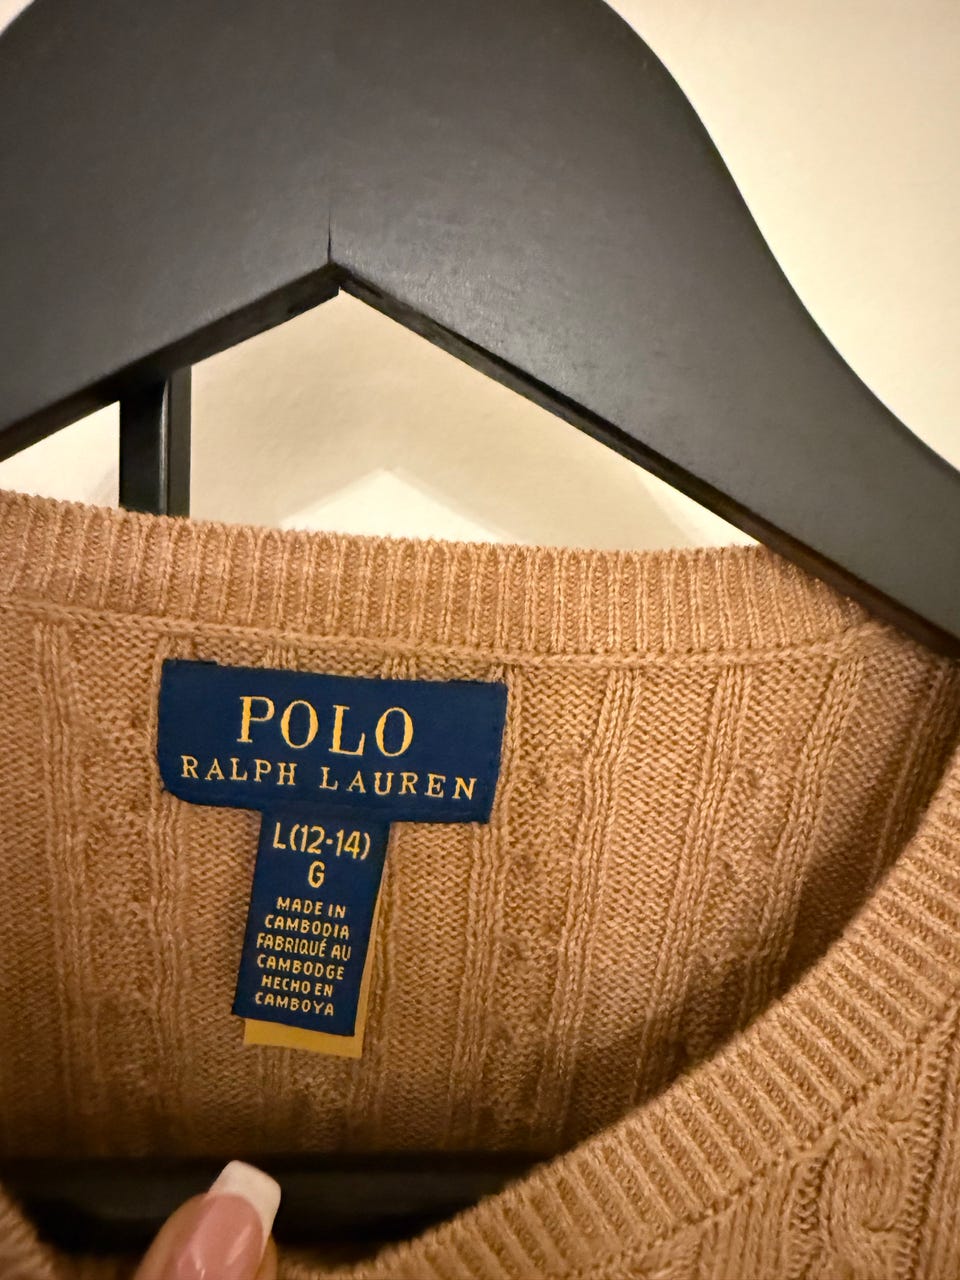 POLO
RALPH LAUREN
L(12-14)
G
MADE IN
CAMBODIA
FABRIQUÉ AU
CAMBODGE
HECHO EN
CAMBOYA